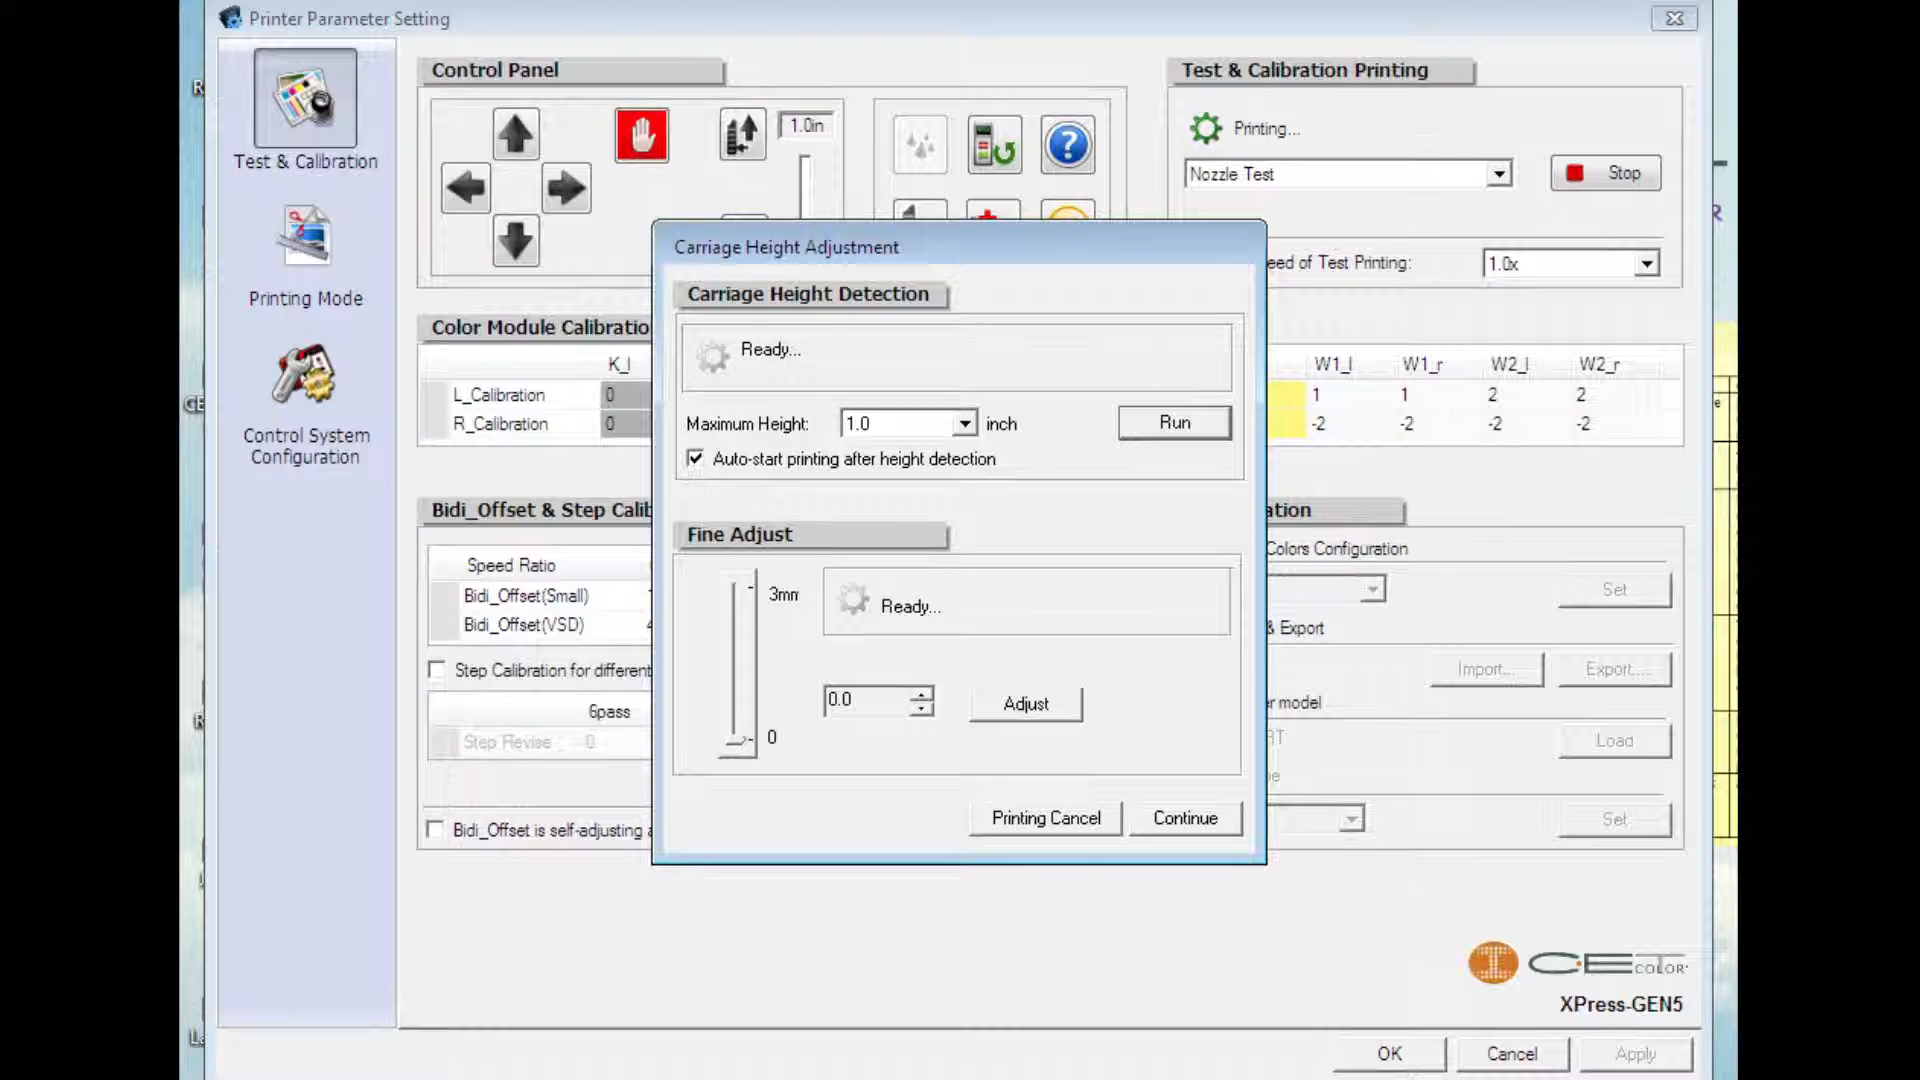 Printer Parameter Setting
Test & Calibration
Printing Mode
Control System
Configuration
Control Panel
1.0in
Test & Calibration Printing
Printing...
Nozzle Test
Stop
eed of Test Printing:
1.0x
Color Module Calibratio
K_l
L_Calibration 0
R_Calibration 0
W1_l W1_r W2_l W2_r
1 1 2 2
-2 -2 -2 -2
Bidi_Offset & Step Calib
Speed Ratio
Bidi_Offset(Small)
Bidi_Offset(VSD)
Step Calibration for different
6pass
Step Revise 0
Bidi_Offset is self-adjusting a
Carriage Height Adjustment
Carriage Height Detection
Ready...
Maximum Height: 1.0 inch
Run
Auto-start printing after height detection
Fine Adjust
3mm
Ready...
0.0
Adjust
0
Printing Cancel
Continue
ation
Colors Configuration
Set
& Export
Import...
Export...
r model
RT
Load
pe
Set
CET
COLOR
XPress-GEN5
OK
Cancel
Apply